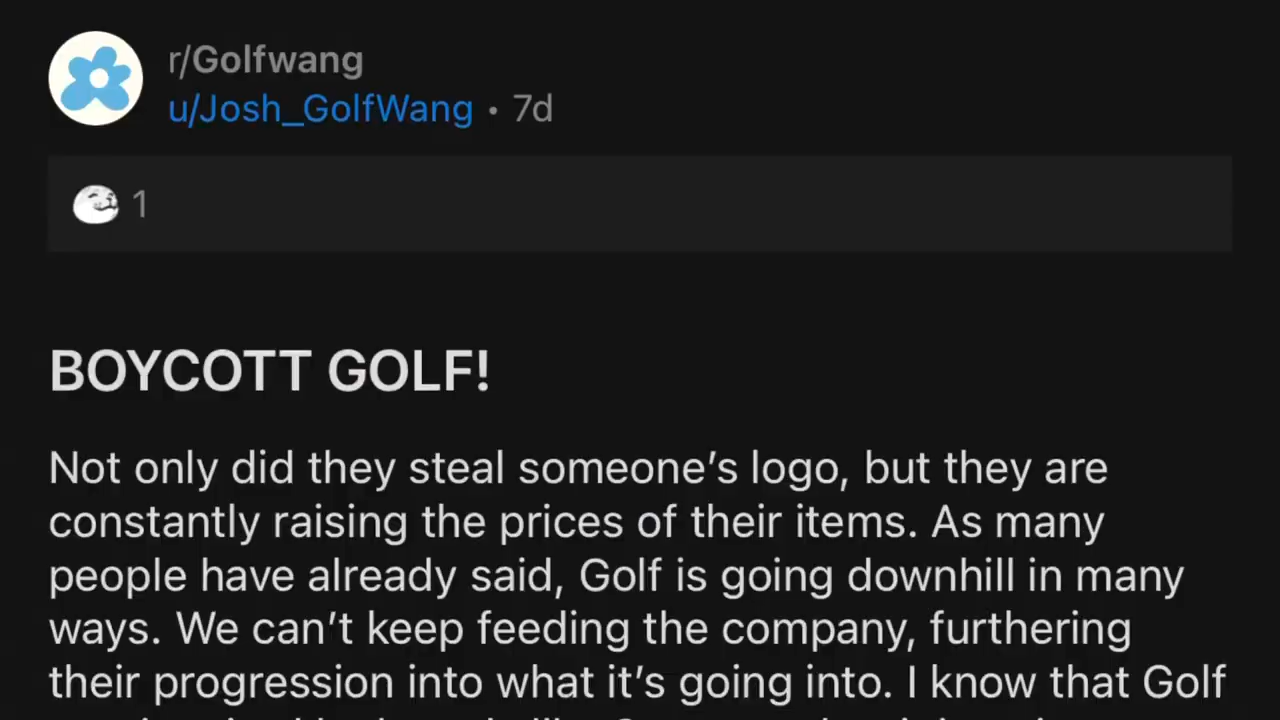 r/Golfwang
u/Josh_GolfWang • 7d
1
BOYCOTT GOLF!
Not only did they steal someone’s logo, but they are
constantly raising the prices of their items. As many
people have already said, Golf is going downhill in many
ways. We can’t keep feeding the company, furthering
their progression into what it’s going into. I know that Golf